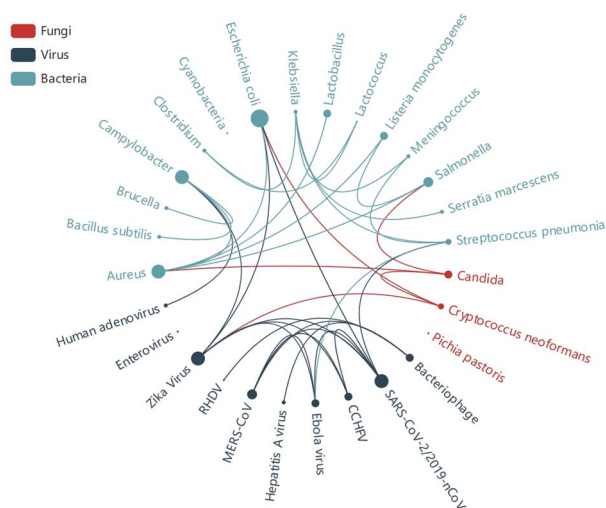 Fungi
Virus
Bacteria
Escherichia coli
Klebsiella
Lactobacillus
Lactococcus
Listeria monocytogenes
Meningococcus
Salmonella
Serratia marcescens
Streptococcus pneumonia
Candida
Cryptococcus neoformans
Pichia pastoris
Bacteriophage
SARS-CoV-2/2019-nCoV
CCHFV
Ebola virus
Hepatitis A virus
MERS-CoV
RHDV
Zika Virus
Enterovirus
Human adenovirus
Aureus
Bacillus subtilis
Brucella
Campylobacter
Clostridium
Cyanobacteria